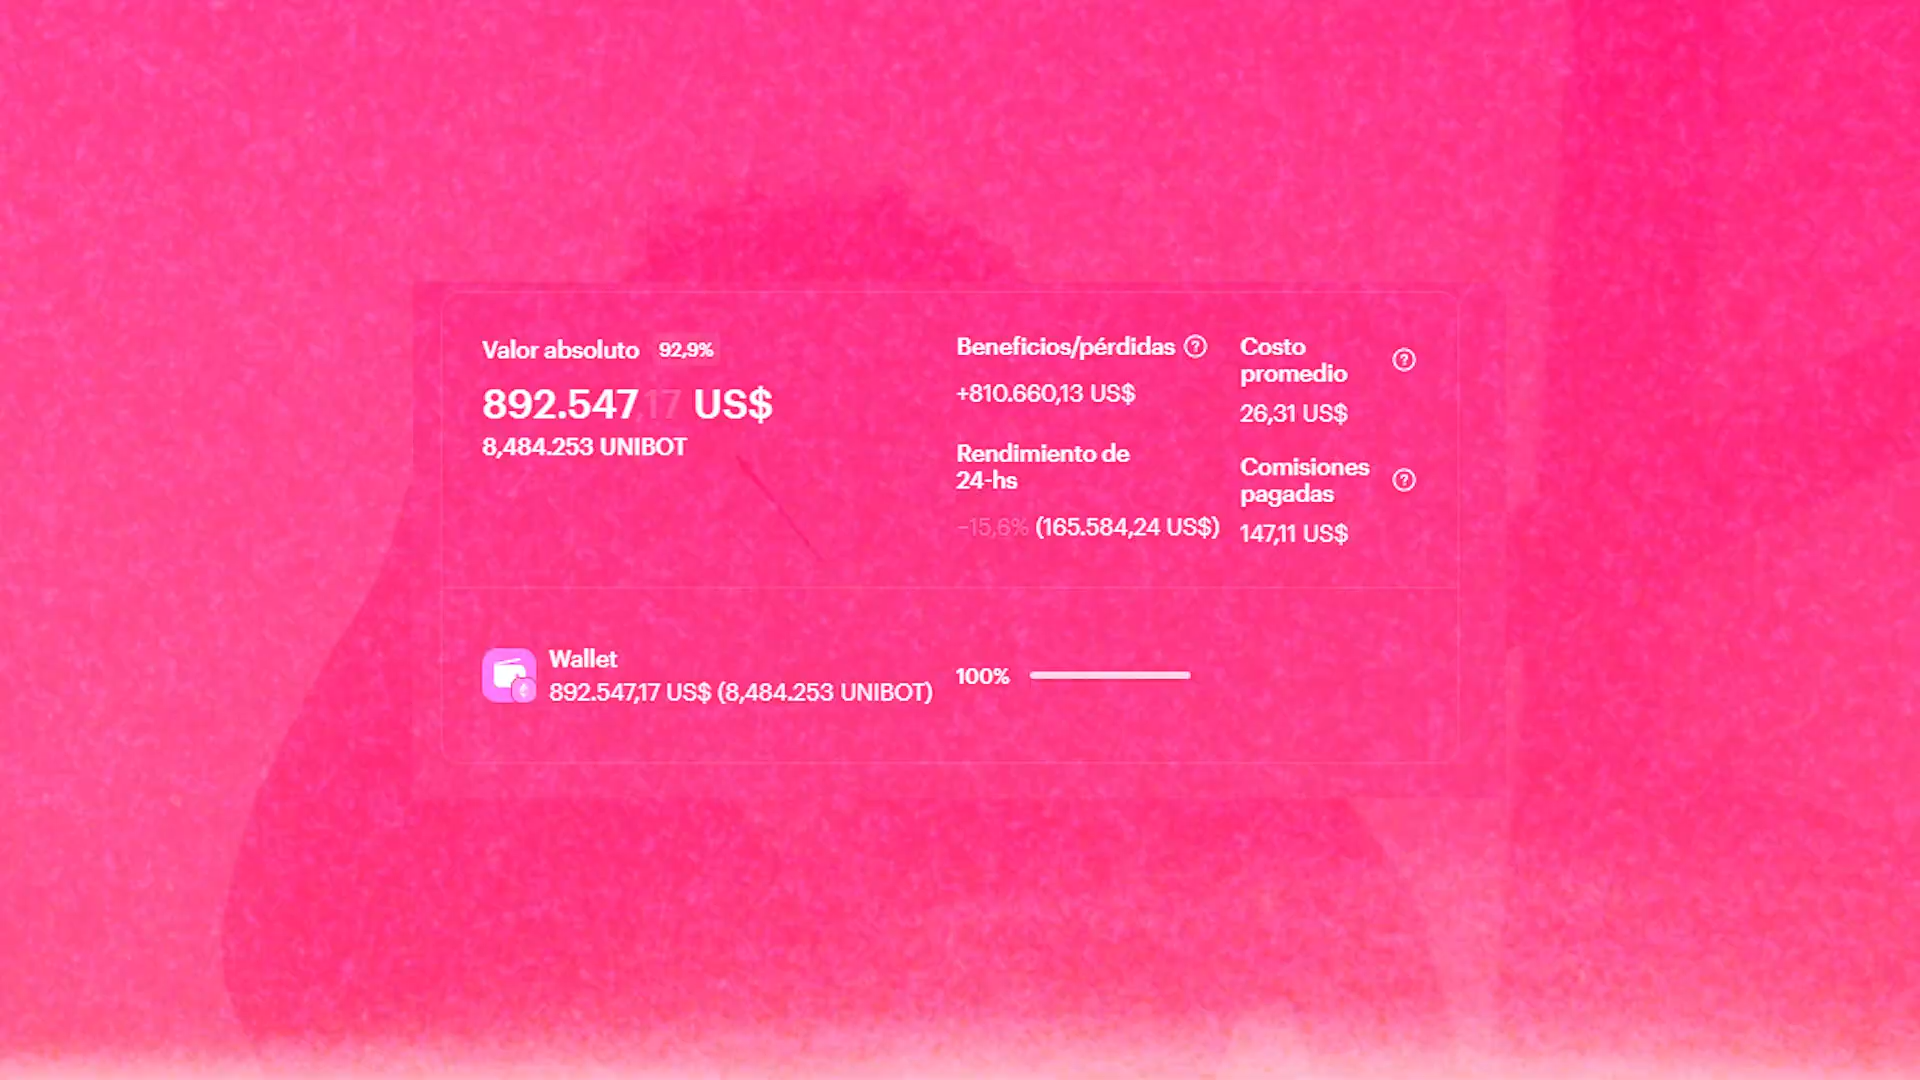 Valor absoluto 92,9%
892.547,17 US$
8,484.253 UNIBOT
Beneficios/pérdidas ?
+810.660,13 US$
Rendimiento de
24-hs
-15,6% (165.584,24 US$)
Costo
promedio ?
26,31 US$
Comisiones
pagadas ?
147,11 US$
Wallet
892.547,17 US$ (8,484.253 UNIBOT)
100%